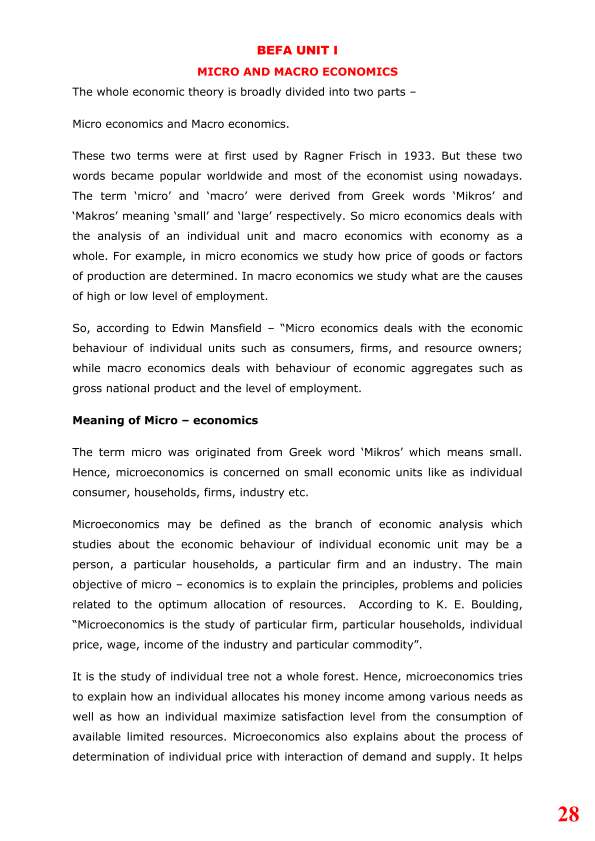 BEFA UNIT I
MICRO AND MACRO ECONOMICS
The whole economic theory is broadly divided into two parts –
Micro economics and Macro economics.
These two terms were at first used by Ragner Frisch in 1933. But these two
words became popular worldwide and most of the economist using nowadays.
The term ‘micro’ and ‘macro’ were derived from Greek words ‘Mikros’ and
‘Makros’ meaning ‘small’ and ‘large’ respectively. So micro economics deals with
the analysis of an individual unit and macro economics with economy as a
whole. For example, in micro economics we study how price of goods or factors
of production are determined. In macro economics we study what are the causes
of high or low level of employment.
So, according to Edwin Mansfield – “Micro economics deals with the economic
behaviour of individual units such as consumers, firms, and resource owners;
while macro economics deals with behaviour of economic aggregates such as
gross national product and the level of employment.
Meaning of Micro – economics
The term micro was originated from Greek word ‘Mikros’ which means small.
Hence, microeconomics is concerned on small economic units like as individual
consumer, households, firms, industry etc.
Microeconomics may be defined as the branch of economic analysis which
studies about the economic behaviour of individual economic unit may be a
person, a particular households, a particular firm and an industry. The main
objective of micro – economics is to explain the principles, problems and policies
related to the optimum allocation of resources.  According to K. E. Boulding,
“Microeconomics is the study of particular firm, particular households, individual
price, wage, income of the industry and particular commodity”.
It is the study of individual tree not a whole forest. Hence, microeconomics tries
to explain how an individual allocates his money income among various needs as
well as how an individual maximize satisfaction level from the consumption of
available limited resources. Microeconomics also explains about the process of
determination of individual price with interaction of demand and supply. It helps
28